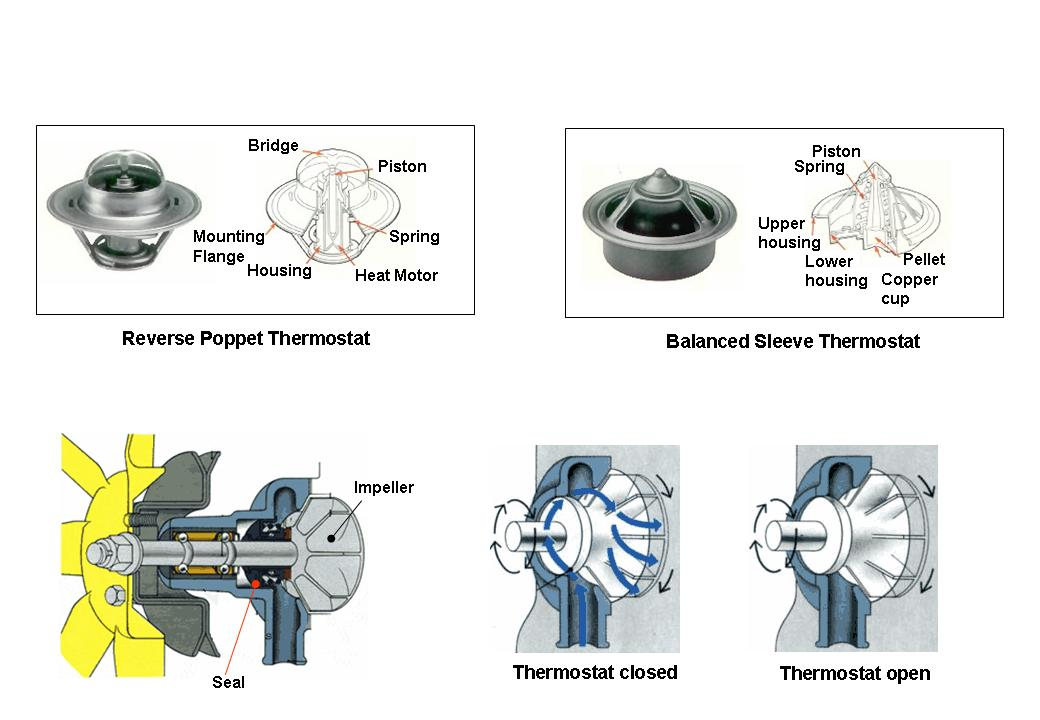 Bridge
Piston
Mounting
Flange
Spring
Housing
Heat Motor
Reverse Poppet Thermostat
Piston
Spring
Upper
housing
Lower
housing
Pellet
Copper
cup
Balanced Sleeve Thermostat
Impeller
Seal
Thermostat closed
Thermostat open